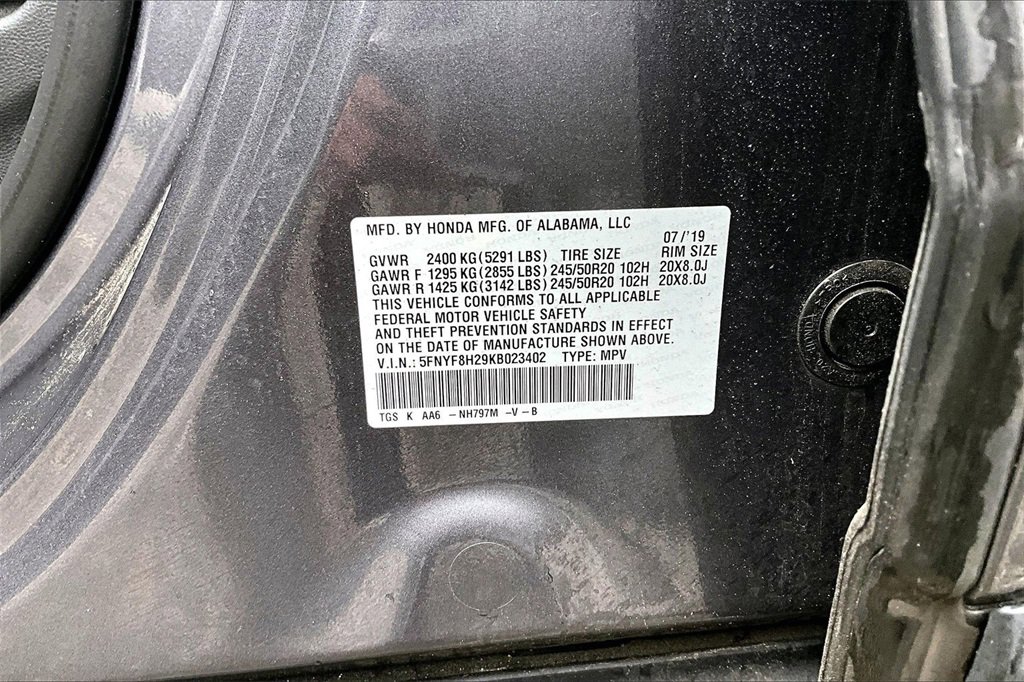 MFD. BY HONDA MFG. OF ALABAMA, LLC
07/'19
GVWR 2400 KG(5291 LBS) TIRE SIZE RIM SIZE
GAWR F 1295 KG(2855 LBS) 245/50R20 102H 20X8.0J
GAWR R 1425 KG(3142 LBS) 245/50R20 102H 20X8.0J
THIS VEHICLE CONFORMS TO ALL APPLICABLE
FEDERAL MOTOR VEHICLE SAFETY
AND THEFT PREVENTION STANDARDS IN EFFECT
ON THE DATE OF MANUFACTURE SHOWN ABOVE.
V.I.N.: 5FNYF8H29KB023402 TYPE: MPV
TGS K AA6 -NH797M -V-B